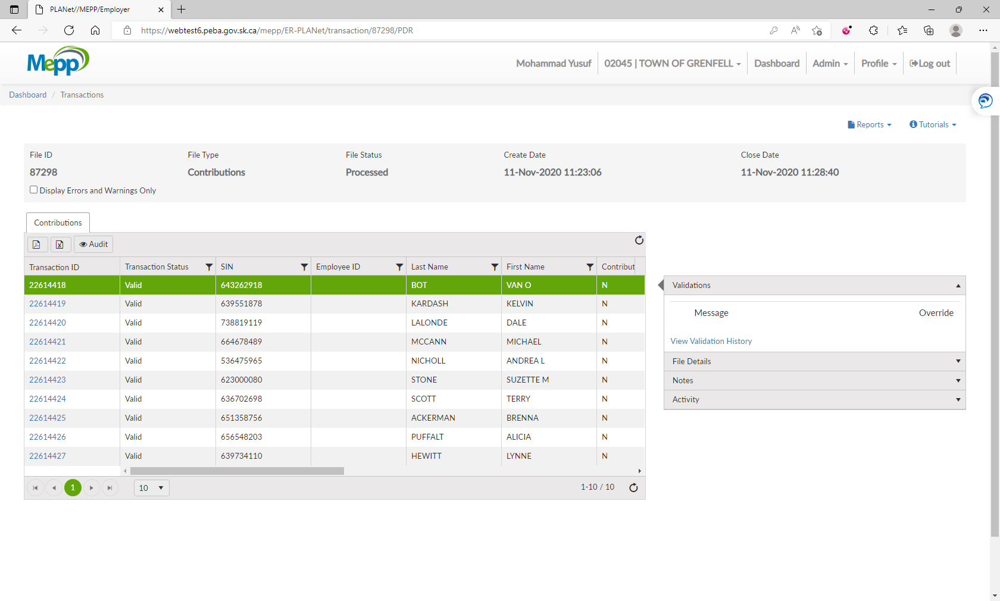 PLANet//MEPP/Employer
https://webtest6.peba.gov.sk.ca/mepp/ER-PLANet/transaction/87298/PDR
Mepp
Mohammad Yusuf 02045 | TOWN OF GRENFELL Dashboard Admin Profile Log out
Dashboard / Transactions
Reports Tutorials
File ID File Type File Status Create Date Close Date
87298 Contributions Processed 11-Nov-2020 11:23:06 11-Nov-2020 11:28:40
Display Errors and Warnings Only
Contributions
Audit
Transaction ID Transaction Status SIN Employee ID Last Name First Name Contribut
22614418 Valid 643262918 BOT VAN O N
22614419 Valid 639551878 KARDASH KELVIN N
22614420 Valid 738819119 LALONDE DALE N
22614421 Valid 664678489 MCCANN MICHAEL N
22614422 Valid 536475965 NICHOLL ANDREA L N
22614423 Valid 623000080 STONE SUZETTE M N
22614424 Valid 636702698 SCOTT TERRY N
22614425 Valid 651358756 ACKERMAN BRENNA N
22614426 Valid 656548203 PUFFALT ALICIA N
22614427 Valid 639734110 HEWITT LYNNE N
1 10 1-10 / 10
Validations
Message Override
View Validation History
File Details
Notes
Activity